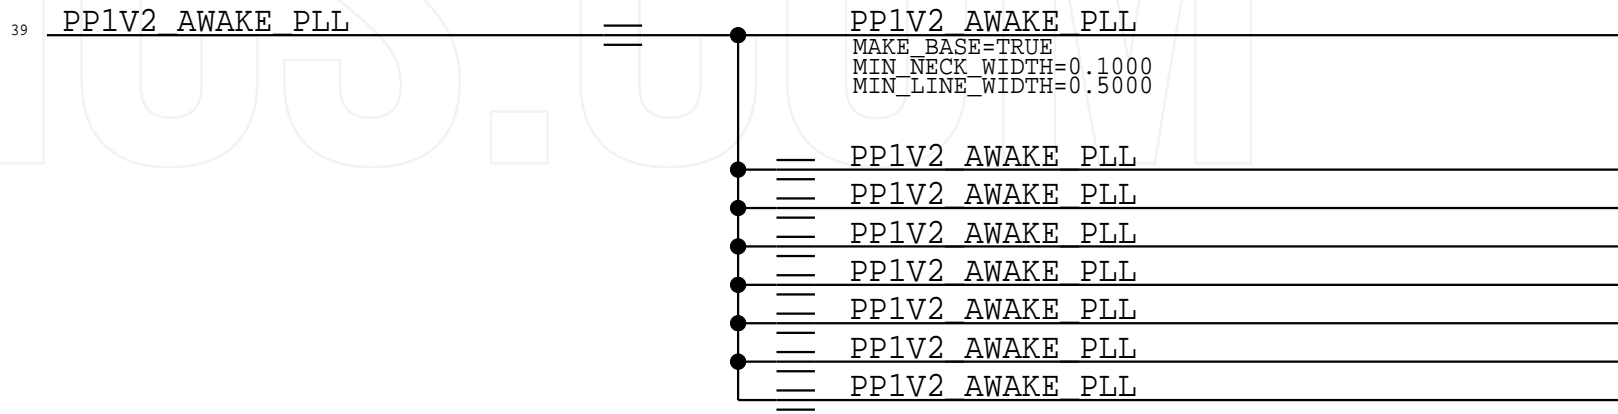 39 PP1V2_AWAKE_PLL PP1V2_AWAKE_PLL
MAKE_BASE=TRUE
MIN_NECK_WIDTH=0.1000
MIN_LINE_WIDTH=0.5000
PP1V2_AWAKE_PLL
PP1V2_AWAKE_PLL
PP1V2_AWAKE_PLL
PP1V2_AWAKE_PLL
PP1V2_AWAKE_PLL
PP1V2_AWAKE_PLL
PP1V2_AWAKE_PLL